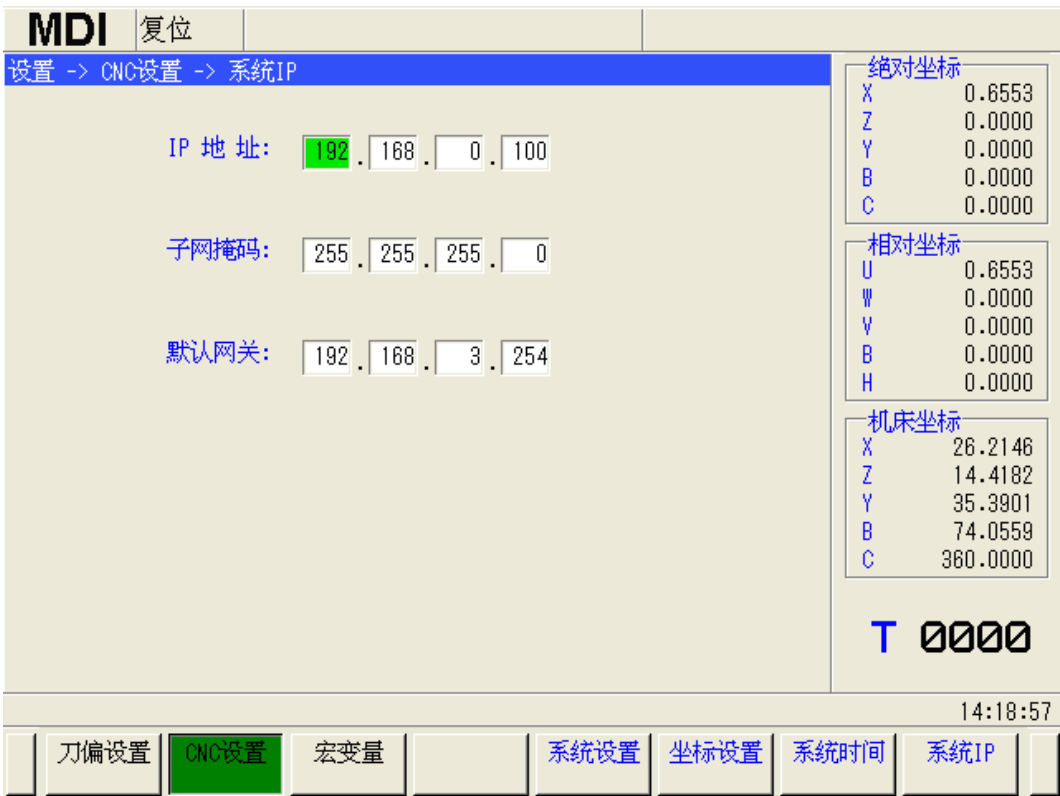 MDI 复位
设置 -> CNC设置 -> 系统IP
IP 地 址: 192 . 168 . 0 . 100
子网掩码: 255 . 255 . 255 . 0
默认网关: 192 . 168 . 3 . 254
绝对坐标
X 0.6553
Z 0.0000
Y 0.0000
B 0.0000
C 0.0000
相对坐标
U 0.6553
W 0.0000
V 0.0000
B 0.0000
H 0.0000
机床坐标
X 26.2146
Z 14.4182
Y 35.3901
B 74.0559
C 360.0000
T 0000
14:18:57
刀偏设置 CNC设置 宏变量 系统设置 坐标设置 系统时间 系统IP